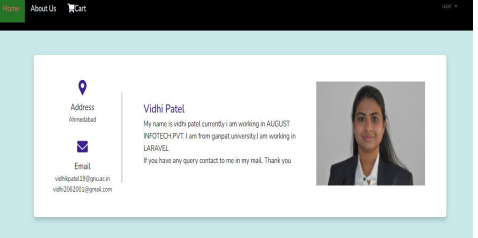 Home About Us Cart
USER
Address
Ahmedabad
Email
vidhikpatel19@gnu.ac.in
vidhi2062001@gmail.com
Vidhi Patel
My name is vidhi patel currently i am working in AUGUST
INFOTECH.PVT. I am from ganpat university.I am working in
LARAVEL
If you have any query contact to me in my mail. Thank you